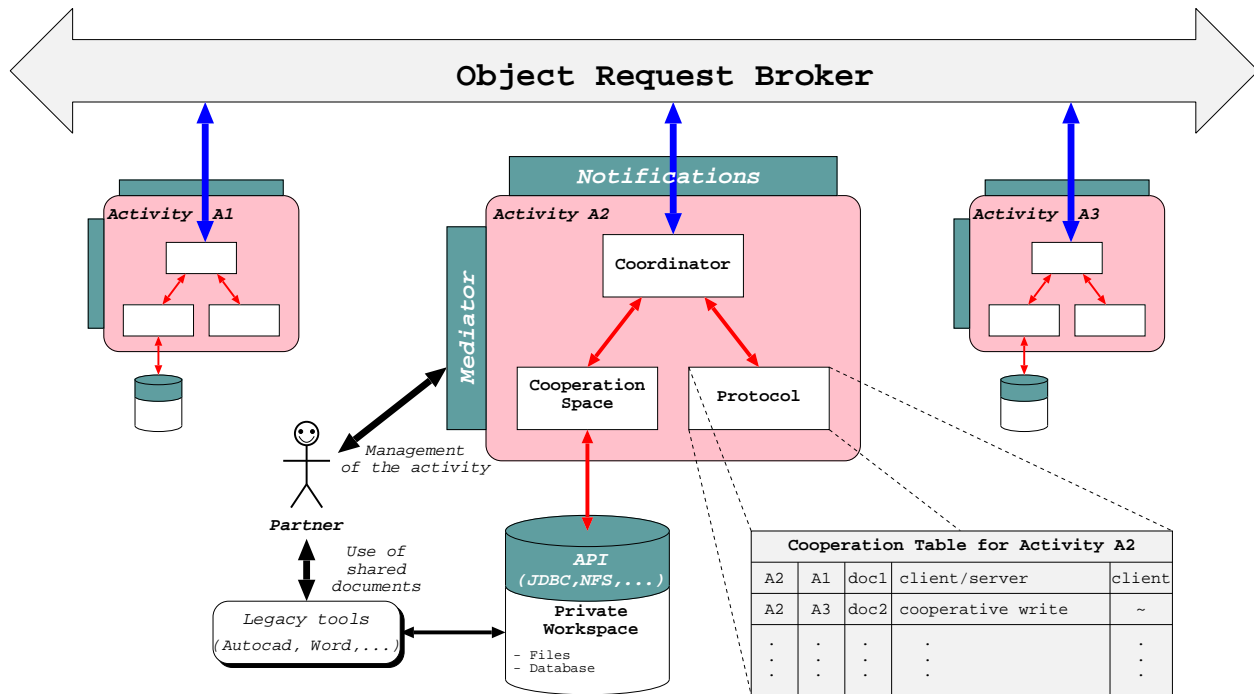 Object Request Broker
Notifications
Activity A1
Activity A2
Activity A3
Mediator
Coordinator
Cooperation
Space
Protocol
Management
of the activity
Partner
Use of
shared
documents
API
(JDBC,NFS,...)
Private
Workspace
- Files
- Database
Legacy tools
(Autocad, Word,...)
Cooperation Table for Activity A2
A2 A1 doc1 client/server client
A2 A3 doc2 cooperative write ~
. . . . .
. . . . .
. . . . .